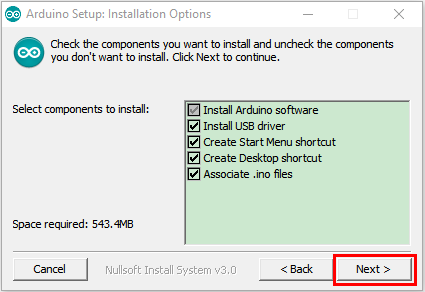 Arduino Setup: Installation Options
Check the components you want to install and uncheck the components
you don't want to install. Click Next to continue.
Select components to install:
Install Arduino software
Install USB driver
Create Start Menu shortcut
Create Desktop shortcut
Associate .ino files
Space required: 543.4MB
Cancel
Nullsoft Install System v3.0
< Back
Next >